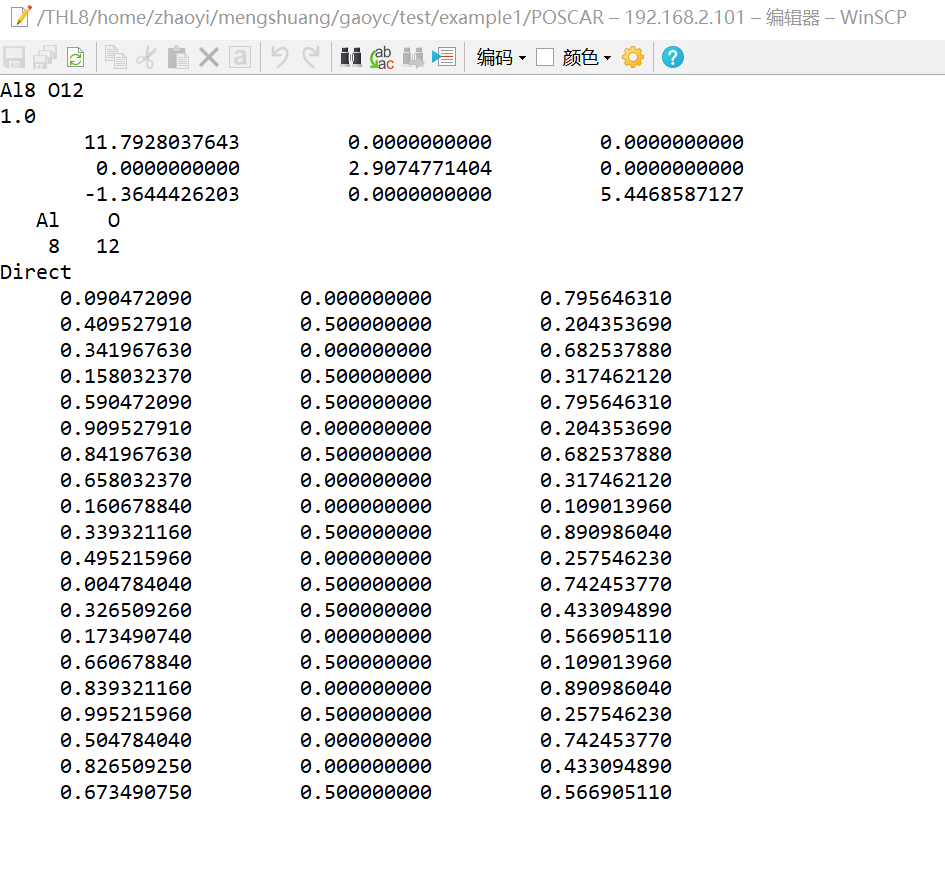 /THL8/home/zhaoyi/mengshuang/gaoyc/test/example1/POSCAR – 192.168.2.101 – 编辑器 – WinSCP
a ab ac 编码 颜色 ?
Al8 O12
1.0
11.7928037643 0.0000000000 0.0000000000
0.0000000000 2.9074771404 0.0000000000
-1.3644426203 0.0000000000 5.4468587127
Al O
8 12
Direct
0.090472090 0.000000000 0.795646310
0.409527910 0.500000000 0.204353690
0.341967630 0.000000000 0.682537880
0.158032370 0.500000000 0.317462120
0.590472090 0.500000000 0.795646310
0.909527910 0.000000000 0.204353690
0.841967630 0.500000000 0.682537880
0.658032370 0.000000000 0.317462120
0.160678840 0.000000000 0.109013960
0.339321160 0.500000000 0.890986040
0.495215960 0.000000000 0.257546230
0.004784040 0.500000000 0.742453770
0.326509260 0.500000000 0.433094890
0.173490740 0.000000000 0.566905110
0.660678840 0.500000000 0.109013960
0.839321160 0.000000000 0.890986040
0.995215960 0.500000000 0.257546230
0.504784040 0.000000000 0.742453770
0.826509250 0.000000000 0.433094890
0.673490750 0.500000000 0.566905110